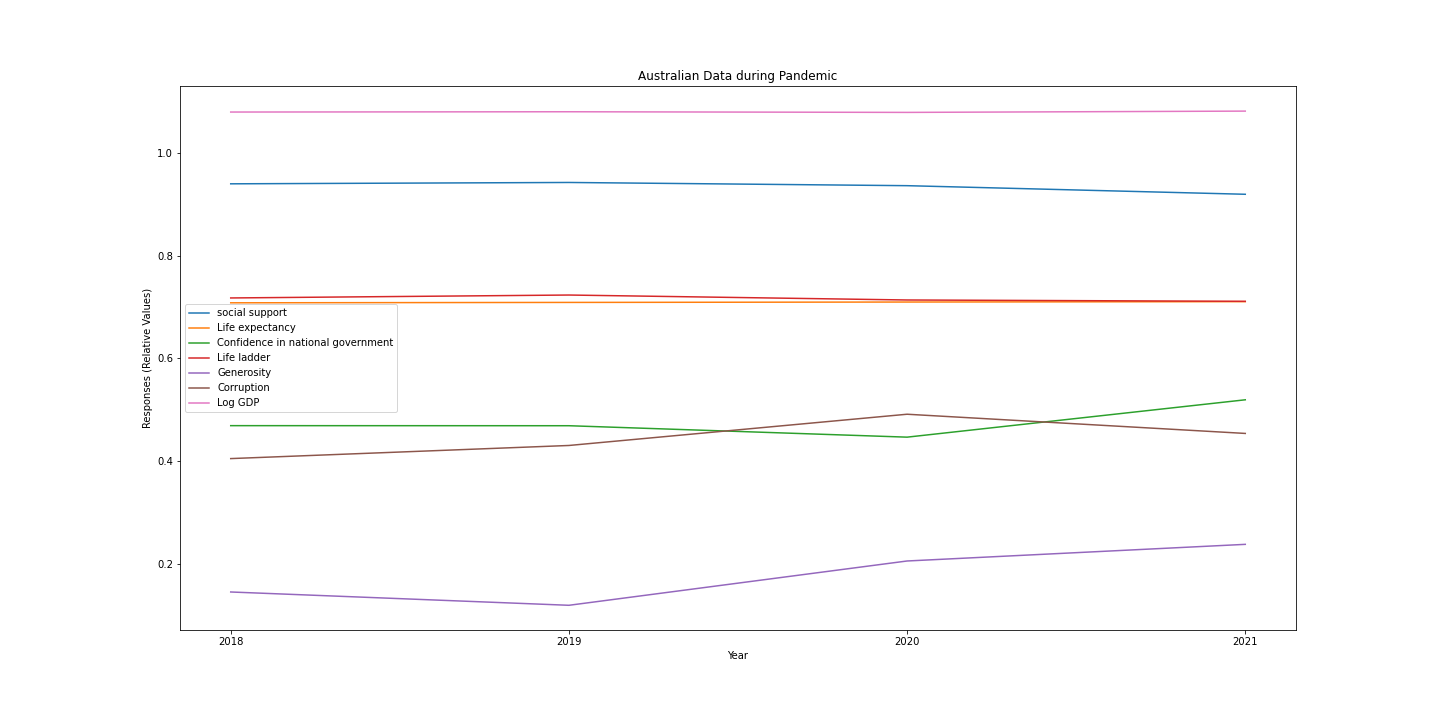 Australian Data during Pandemic
Responses (Relative Values)
1.0
0.8
0.6
0.4
0.2
social support
Life expectancy
Confidence in national government
Life ladder
Generosity
Corruption
Log GDP
2018 2019 2020 2021
Year